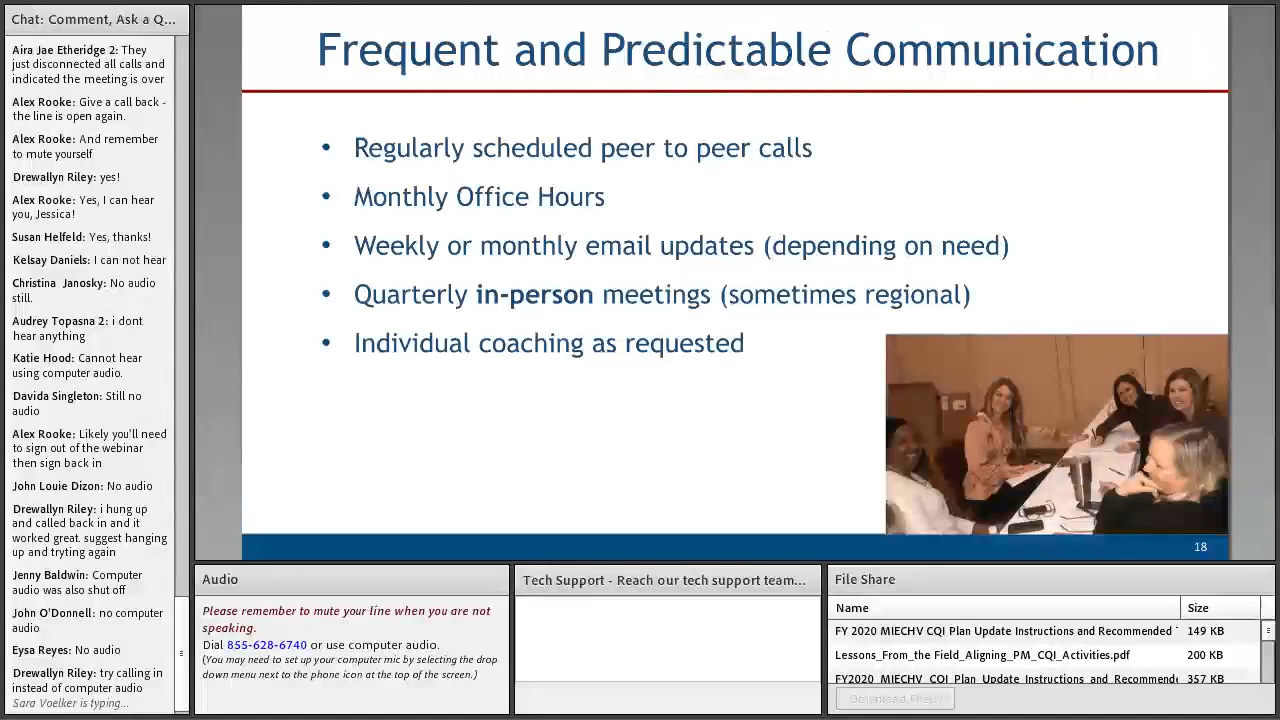 Chat: Comment, Ask a Q...
Aira Jae Etheridge 2: They
just disconnected all calls and
indicated the meeting is over
Alex Rooke: Give a call back -
the line is open again.
Alex Rooke: And remember
to mute yourself
Drewallyn Riley: yes!
Alex Rooke: Yes, I can hear
you, Jessica!
Susan Helfeld: Yes, thanks!
Kelsay Daniels: I can not hear
Christina Janosky: No audio
still.
Audrey Topasna 2: i dont
hear anything
Katie Hood: Cannot hear
using computer audio.
Davida Singleton: Still no
audio
Alex Rooke: Likely you'll need
to sign out of the webinar
then sign back in
John Louie Dizon: No audio
Drewallyn Riley: i hung up
and called back in and it
worked great. suggest hanging
up and tryting again
Jenny Baldwin: Computer
audio was also shut off
John O'Donnell: no computer
audio
Eysa Reyes: No audio
Drewallyn Riley: try calling in
instead of computer audio
Sara Voelker is typing...
Frequent and Predictable Communication
• Regularly scheduled peer to peer calls
• Monthly Office Hours
• Weekly or monthly email updates (depending on need)
• Quarterly in-person meetings (sometimes regional)
• Individual coaching as requested
18
Audio
Please remember to mute your line when you are not
speaking.
Dial 855-628-6740 or use computer audio.
(You may need to set up your computer mic by selecting the drop
down menu next to the phone icon at the top of the screen.)
Tech Support - Reach our tech support team...
File Share
Name Size
FY 2020 MIECHV CQI Plan Update Instructions and Recommended 149 KB
Lessons_From_the Field_Aligning_PM_CQI_Activities.pdf 200 KB
FY2020_MIECHV_CQI_Plan_Update_Instructions_and_Recommende 357 KB
Download File(s)